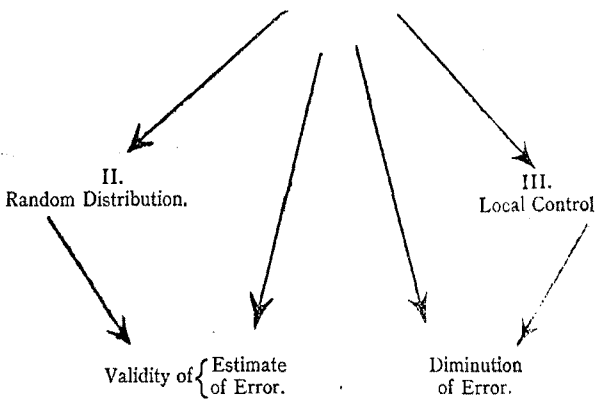 II.
Random Distribution.
III.
Local Control
Validity of { Estimate of Error.
Diminution
of Error.